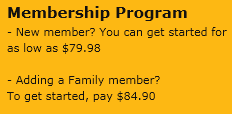 Membership Program
- New member? You can get started for
as low as $79.98
- Adding a Family member?
To get started, pay $84.90